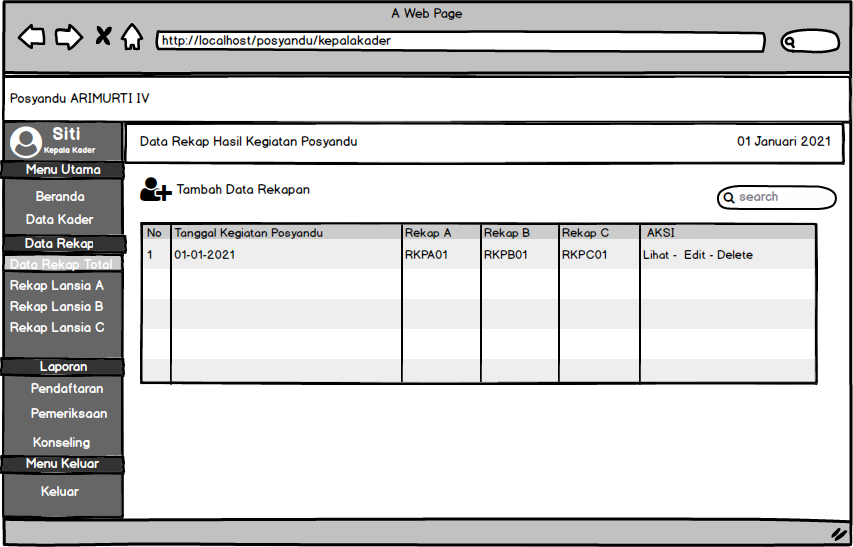 A Web Page
http://localhost/posyandu/kepalakader
Posyandu ARIMURTI IV
Siti
Kepala Kader
Menu Utama
Beranda
Data Kader
Data Rekap
Data Rekap Total
Rekap Lansia A
Rekap Lansia B
Rekap Lansia C
Laporan
Pendaftaran
Pemeriksaan
Konseling
Menu Keluar
Keluar
Data Rekap Hasil Kegiatan Posyandu 01 Januari 2021
Tambah Data Rekapan
search
No Tanggal Kegiatan Posyandu Rekap A Rekap B Rekap C AKSI
1 01-01-2021 RKPA01 RKPB01 RKPC01 Lihat - Edit - Delete